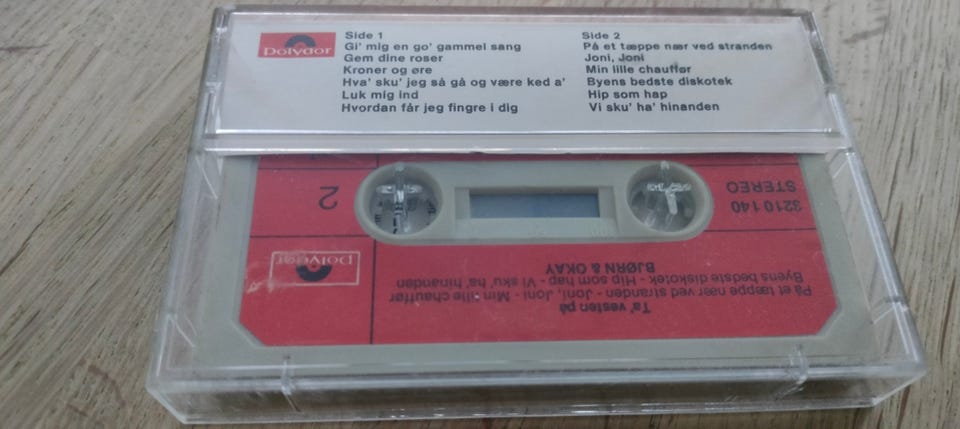 Polydor
Side 1
Gi' mig en go' gammel sang
Gem dine roser
Kroner og øre
Hva' sku' jeg så gå og være ked a'
Luk mig ind
Hvordan får jeg fingre i dig
Side 2
På et tæppe nær ved stranden
Joni, Joni
Min lille chauffør
Byens bedste diskotek
Hip som hap
Vi sku' ha' hinanden
Ta' vesten på
På et tæppe nær ved stranden - Joni, Joni - Min lille chauffør
Byens bedste diskotek - Hip som hap - Vi sku' ha' hinanden
BJØRN & OKAY
Polydor
3210 140
STEREO
2